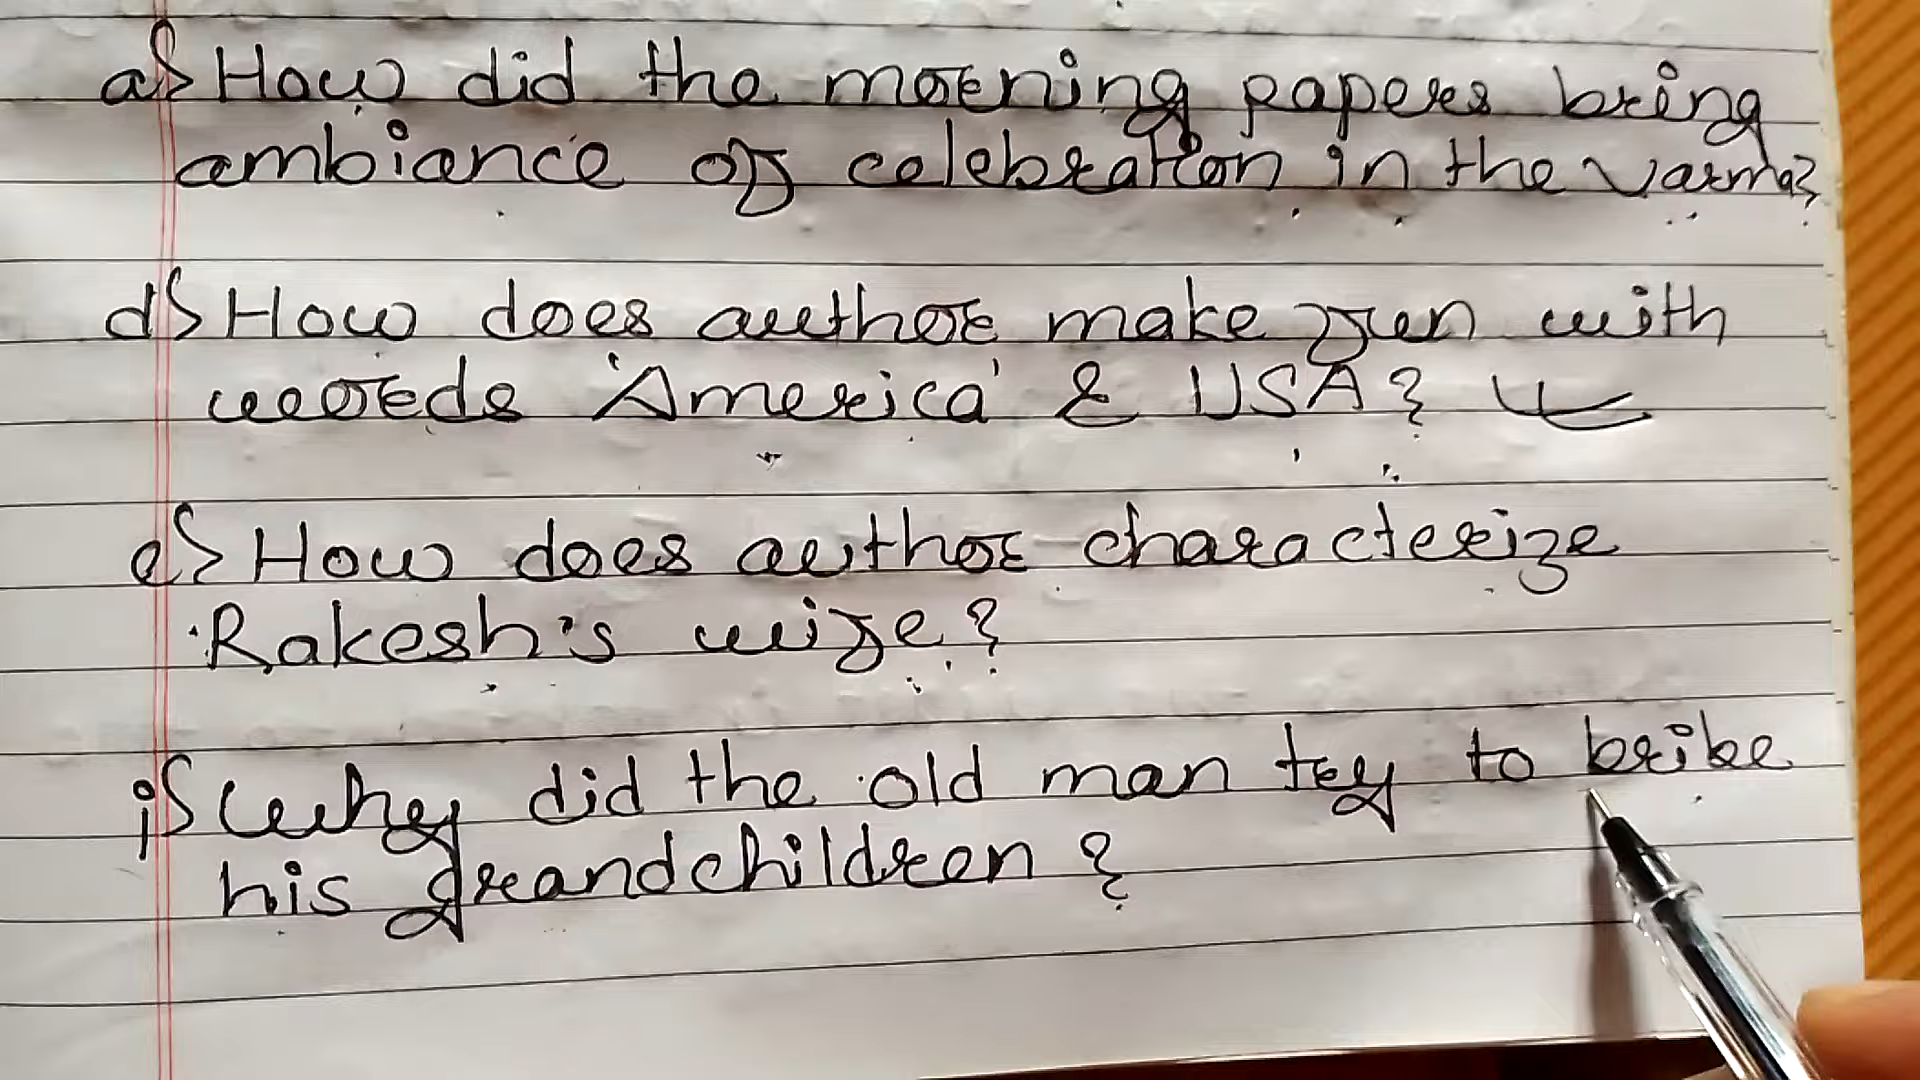 a) How did the morning papers bring
ambiance of celebration in the Varma?
d) How does author make fun with
words 'America' & USA?
e) How does author characterize
Rakesh's wife?
i) Why did the old man try to bribe
his grandchildren?